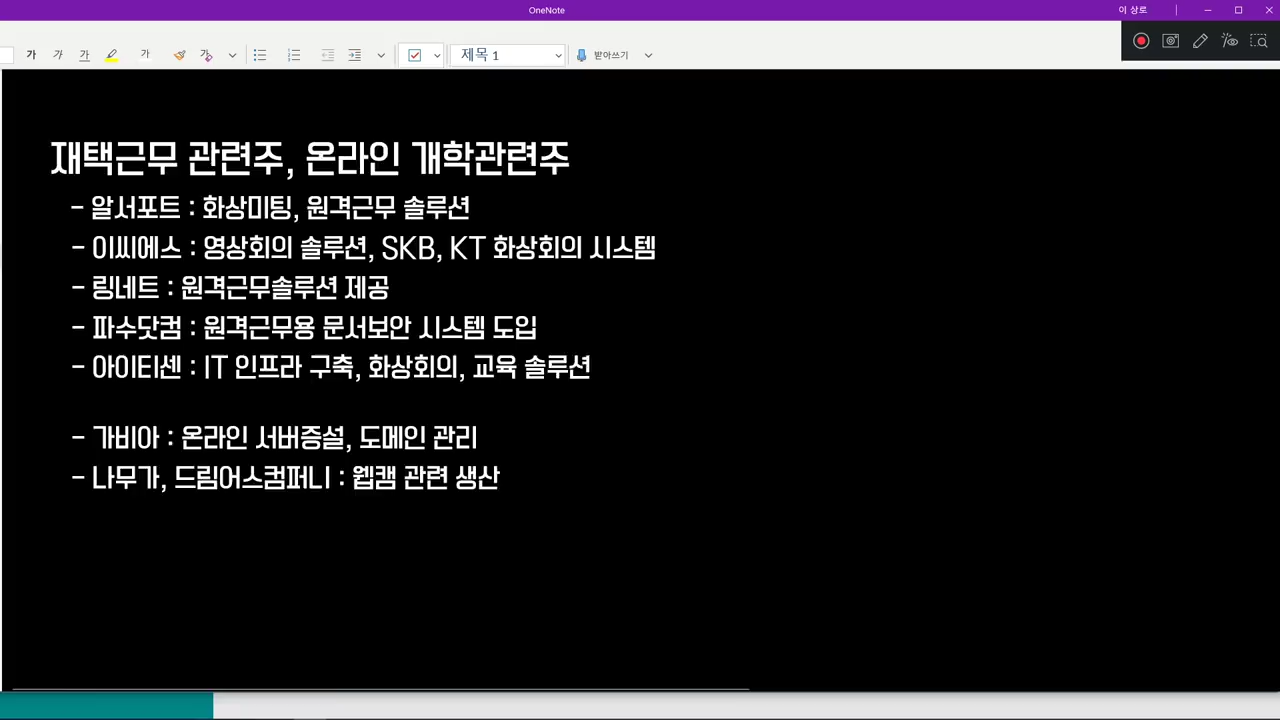 OneNote
이 상로
가 가 가 가 가
제목 1
받아쓰기
재택근무 관련주, 온라인 개학관련주
- 알서포트 : 화상미팅, 원격근무 솔루션
- 이씨에스 : 영상회의 솔루션, SKB, KT 화상회의 시스템
- 링네트 : 원격근무솔루션 제공
- 파수닷컴 : 원격근무용 문서보안 시스템 도입
- 아이티센 : IT 인프라 구축, 화상회의, 교육 솔루션
- 가비아 : 온라인 서버증설, 도메인 관리
- 나무가, 드림어스컴퍼니 : 웹캠 관련 생산